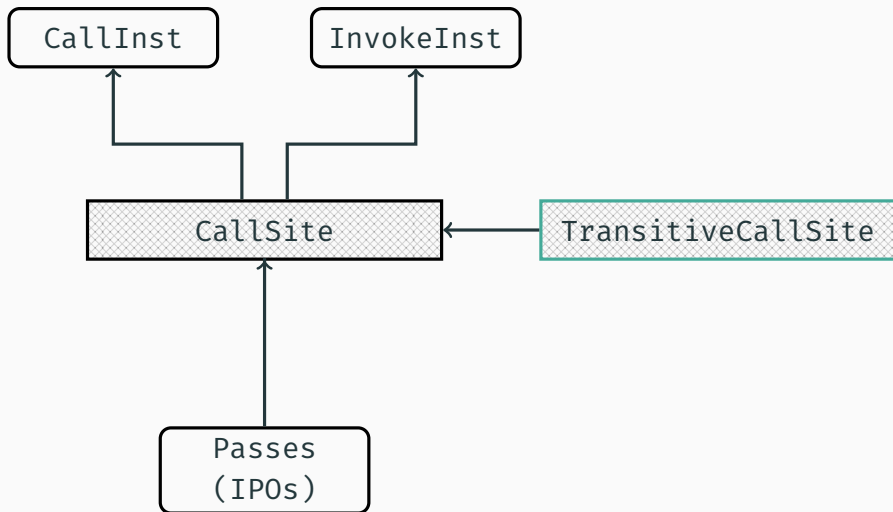 CallInst
InvokeInst
CallSite
TransitiveCallSite
Passes
(IPOs)